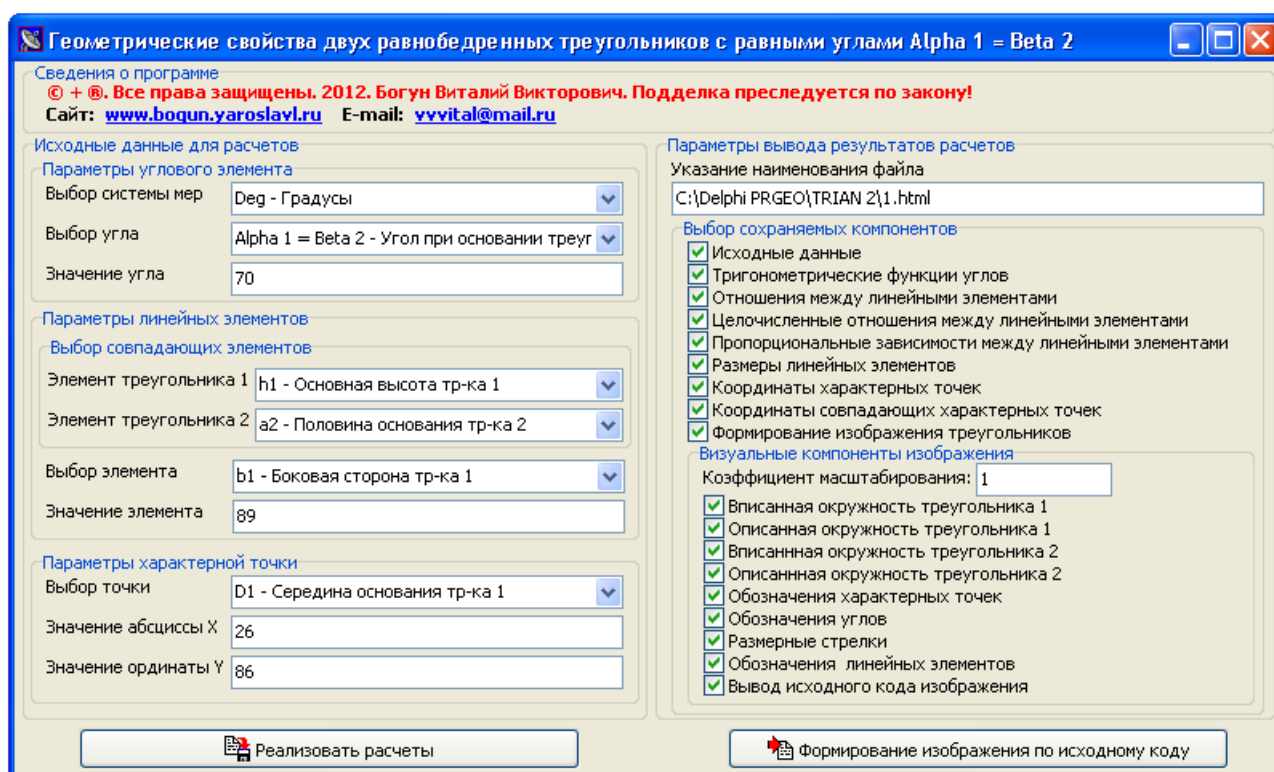 Геометрические свойства двух равнобедренных треугольников с равными углами Alpha 1 = Beta 2
Сведения о программе
© + ®. Все права защищены. 2012. Богун Виталий Викторович. Подделка преследуется по закону!
Сайт: www.bogun.yaroslavl.ru E-mail: vvvital@mail.ru
Исходные данные для расчетов
Параметры углового элемента
Выбор системы мер
Deg - Градусы
Выбор угла
Alpha 1 = Beta 2 - Угол при основании треуг
Значение угла
70
Параметры линейных элементов
Выбор совпадающих элементов
Элемент треугольника 1
h1 - Основная высота тр-ка 1
Элемент треугольника 2
a2 - Половина основания тр-ка 2
Выбор элемента
b1 - Боковая сторона тр-ка 1
Значение элемента
89
Параметры характерной точки
Выбор точки
D1 - Середина основания тр-ка 1
Значение абсциссы X
26
Значение ординаты Y
86
Реализовать расчеты
Параметры вывода результатов расчетов
Указание наименования файла
C:\Delphi PRGEO\TRIAN 2\1.html
Выбор сохраняемых компонентов
Исходные данные
Тригонометрические функции углов
Отношения между линейными элементами
Целочисленные отношения между линейными элементами
Пропорциональные зависимости между линейными элементами
Размеры линейных элементов
Координаты характерных точек
Координаты совпадающих характерных точек
Формирование изображения треугольников
Визуальные компоненты изображения
Коэффициент масштабирования: 1
Вписанная окружность треугольника 1
Описанная окружность треугольника 1
Вписаннная окружность треугольника 2
Описаннная окружность треугольника 2
Обозначения характерных точек
Обозначения углов
Размерные стрелки
Обозначения линейных элементов
Вывод исходного кода изображения
Формирование изображения по исходному коду